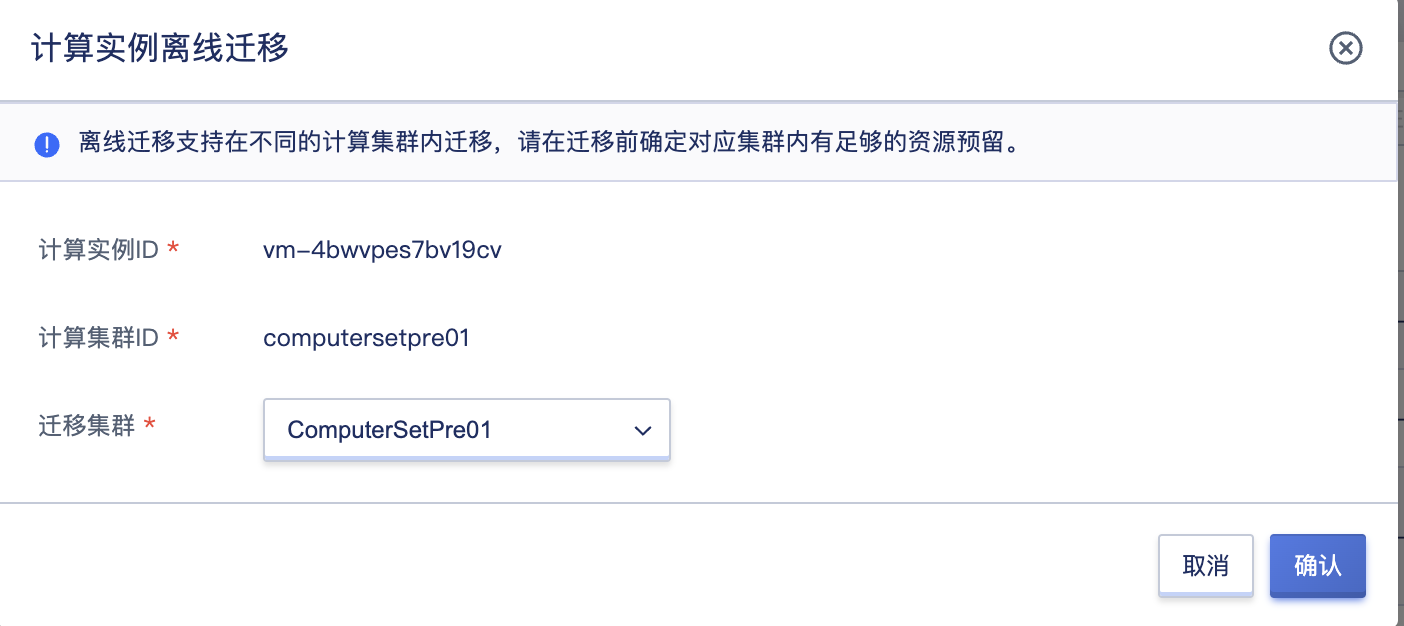 计算实例离线迁移
离线迁移支持在不同的计算集群内迁移，请在迁移前确定对应集群内有足够的资源预留。
计算实例ID * vm-4bwvpes7bv19cv
计算集群ID * computersetpre01
迁移集群 * ComputerSetPre01
取消 确认